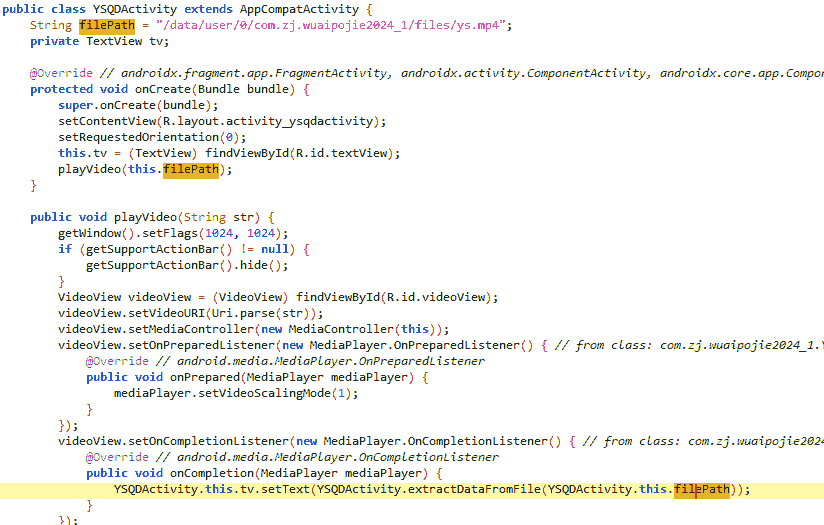 public class YSQDActivity extends AppCompatActivity {
String filePath = "/data/user/0/com.zj.wuaipojie2024_1/files/ys.mp4";
private TextView tv;
@Override // androidx.fragment.app.FragmentActivity, androidx.activity.ComponentActivity, androidx.core.app.Compon
protected void onCreate(Bundle bundle) {
super.onCreate(bundle);
setContentView(R.layout.activity_ysqdactivity);
setRequestedOrientation(0);
this.tv = (TextView) findViewById(R.id.textView);
playVideo(this.filePath);
}
public void playVideo(String str) {
getWindow().setFlags(1024, 1024);
if (getSupportActionBar() != null) {
getSupportActionBar().hide();
}
VideoView videoView = (VideoView) findViewById(R.id.videoView);
videoView.setVideoURI(Uri.parse(str));
videoView.setMediaController(new MediaController(this));
videoView.setOnPreparedListener(new MediaPlayer.OnPreparedListener() { // from class: com.zj.wuaipojie2024_1.Y
@Override // android.media.MediaPlayer.OnPreparedListener
public void onPrepared(MediaPlayer mediaPlayer) {
mediaPlayer.setVideoScalingMode(1);
}
});
videoView.setOnCompletionListener(new MediaPlayer.OnCompletionListener() { // from class: com.zj.wuaipojie2024
@Override // android.media.MediaPlayer.OnCompletionListener
public void onCompletion(MediaPlayer mediaPlayer) {
YSQDActivity.this.tv.setText(YSQDActivity.extractDataFromFile(YSQDActivity.this.filePath));
}
});